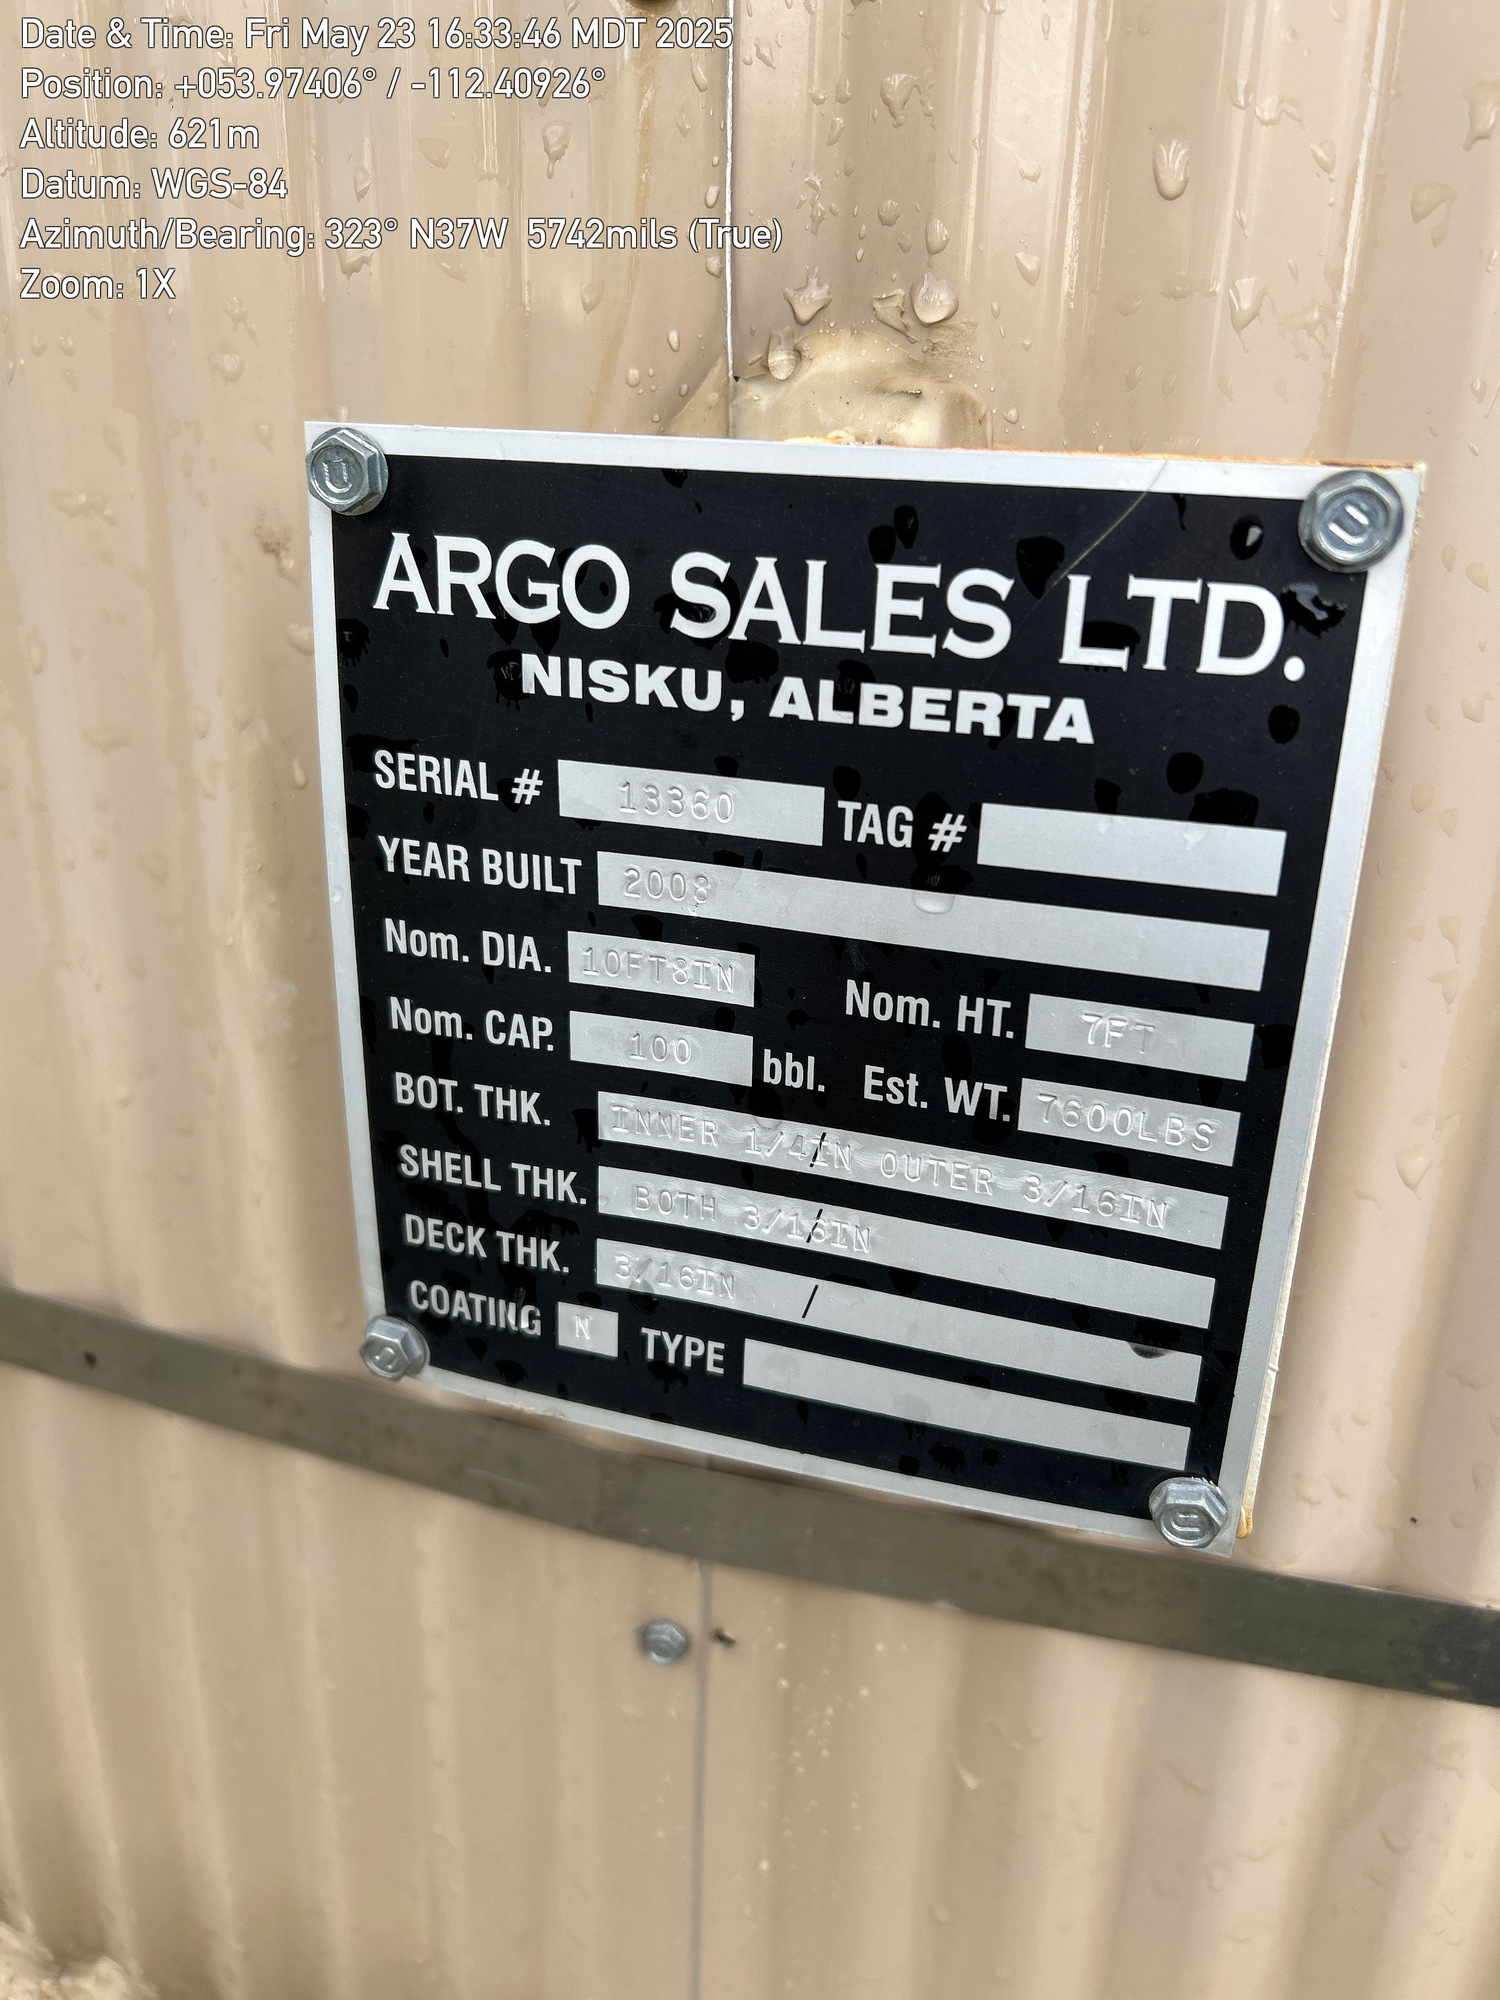 Date & Time: Fri May 23 16:33:46 MDT 2025
Position: +053.97406° / -112.40926°
Altitude: 621m
Datum: WGS-84
Azimuth/Bearing: 323° N37W 5742mils (True)
Zoom: 1X
ARGO SALES LTD.
NISKU, ALBERTA
SERIAL # 13360 TAG #
YEAR BUILT 2008
Nom. DIA. 10FT8IN Nom. HT. 7FT
Nom. CAP. 100 bbl. Est. WT. 7600LBS
BOT. THK. INNER 1/4IN OUTER 3/16IN
SHELL THK. BOTH 3/16IN
DECK THK. 3/16IN /
COATING N TYPE